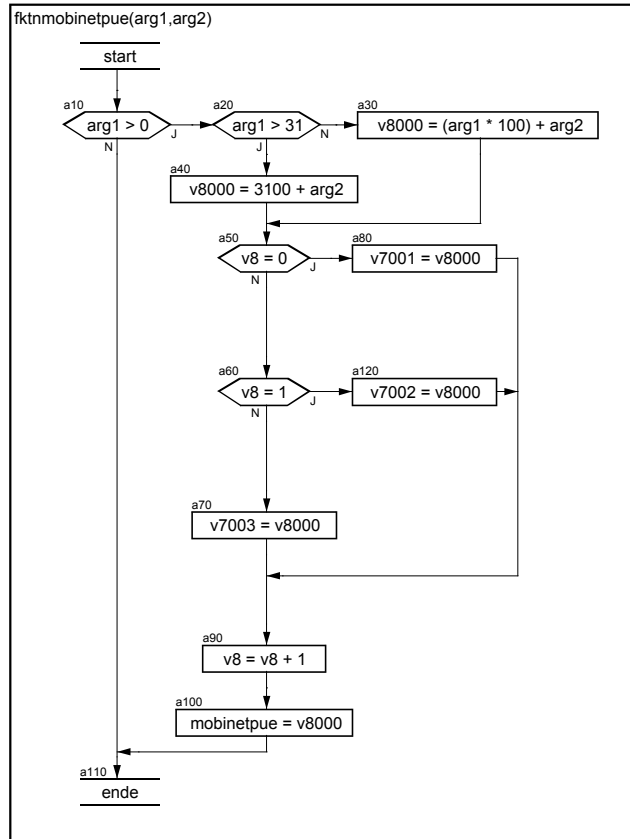 fktnmobinetpue(arg1,arg2)
start
a10
arg1 > 0
J
N
a20
arg1 > 31
N
J
a30
v8000 = (arg1 * 100) + arg2
a40
v8000 = 3100 + arg2
a50
v8 = 0
J
N
a80
v7001 = v8000
a60
v8 = 1
J
N
a120
v7002 = v8000
a70
v7003 = v8000
a90
v8 = v8 + 1
a100
mobinetpue = v8000
a110
ende